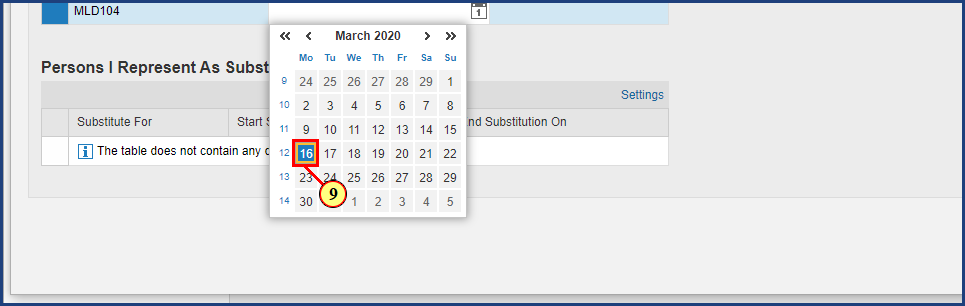 MLD104
1
March 2020
Mo Tu We Th Fr Sa Su
9 24 25 26 27 28 29 1
10 2 3 4 5 6 7 8
11 9 10 11 12 13 14 15
12 16 17 18 19 20 21 22
13 23 24 25 26 27 28 29
14 30 1 2 3 4 5
9
Persons I Represent As Subst
Settings
Substitute For Start S nd Substitution On
The table does not contain any d